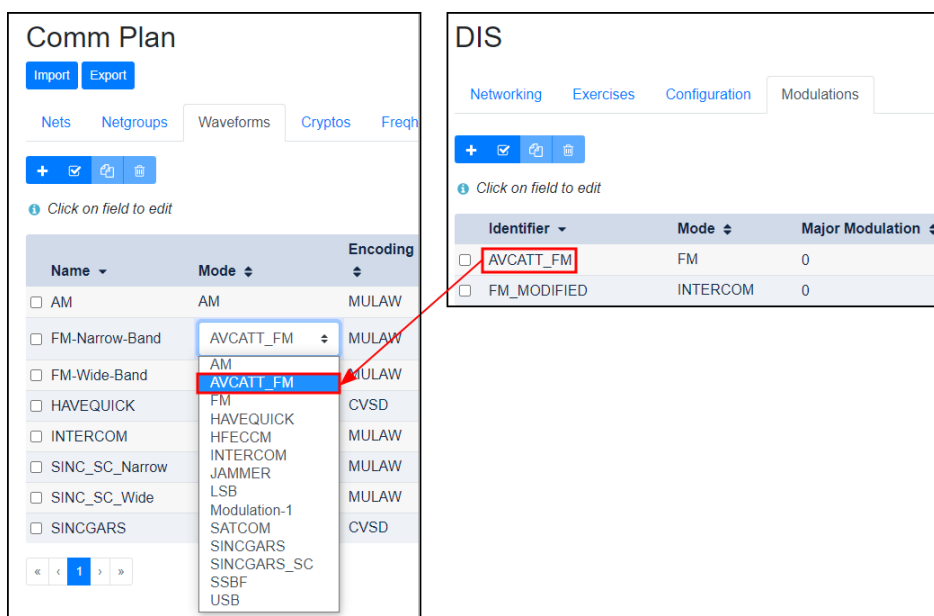 Comm Plan
Import Export
Nets Netgroups Waveforms Cryptos Freqh
Click on field to edit
Name Mode Encoding
AM AM MULAW
FM-Narrow-Band AVCATT_FM MULAW
FM-Wide-Band MULAW
HAVEQUICK CVSD
INTERCOM MULAW
SINC_SC_Narrow MULAW
SINC_SC_Wide MULAW
SINCGARS CVSD
AM
AVCATT_FM
FM
HAVEQUICK
HFECCM
INTERCOM
JAMMER
LSB
Modulation-1
SATCOM
SINCGARS
SINCGARS_SC
SSBF
USB
« ‹ 1 › »
DIS
Networking Exercises Configuration Modulations
Click on field to edit
Identifier Mode Major Modulation
AVCATT_FM FM 0
FM_MODIFIED INTERCOM 0